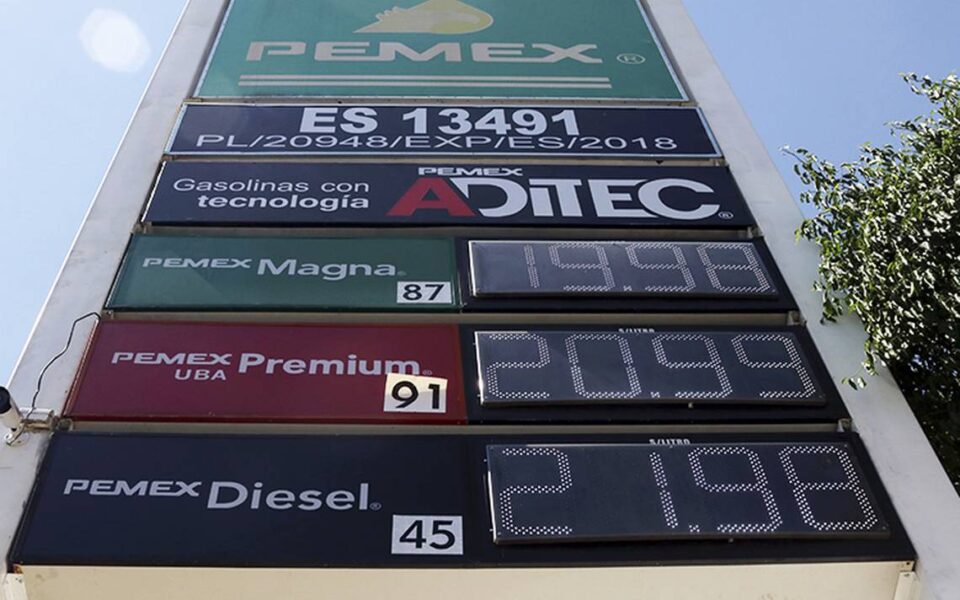 PEMEX ®
ES 13491
PL/20948/EXP/ES/2018
Gasolinas con tecnología
PEMEX ADiTEC ®
PEMEX Magna®
87
19.98
PEMEX Premium®
UBA
91
$/LITRO
20.99
PEMEX Diesel®
45
$/LITRO
21.98